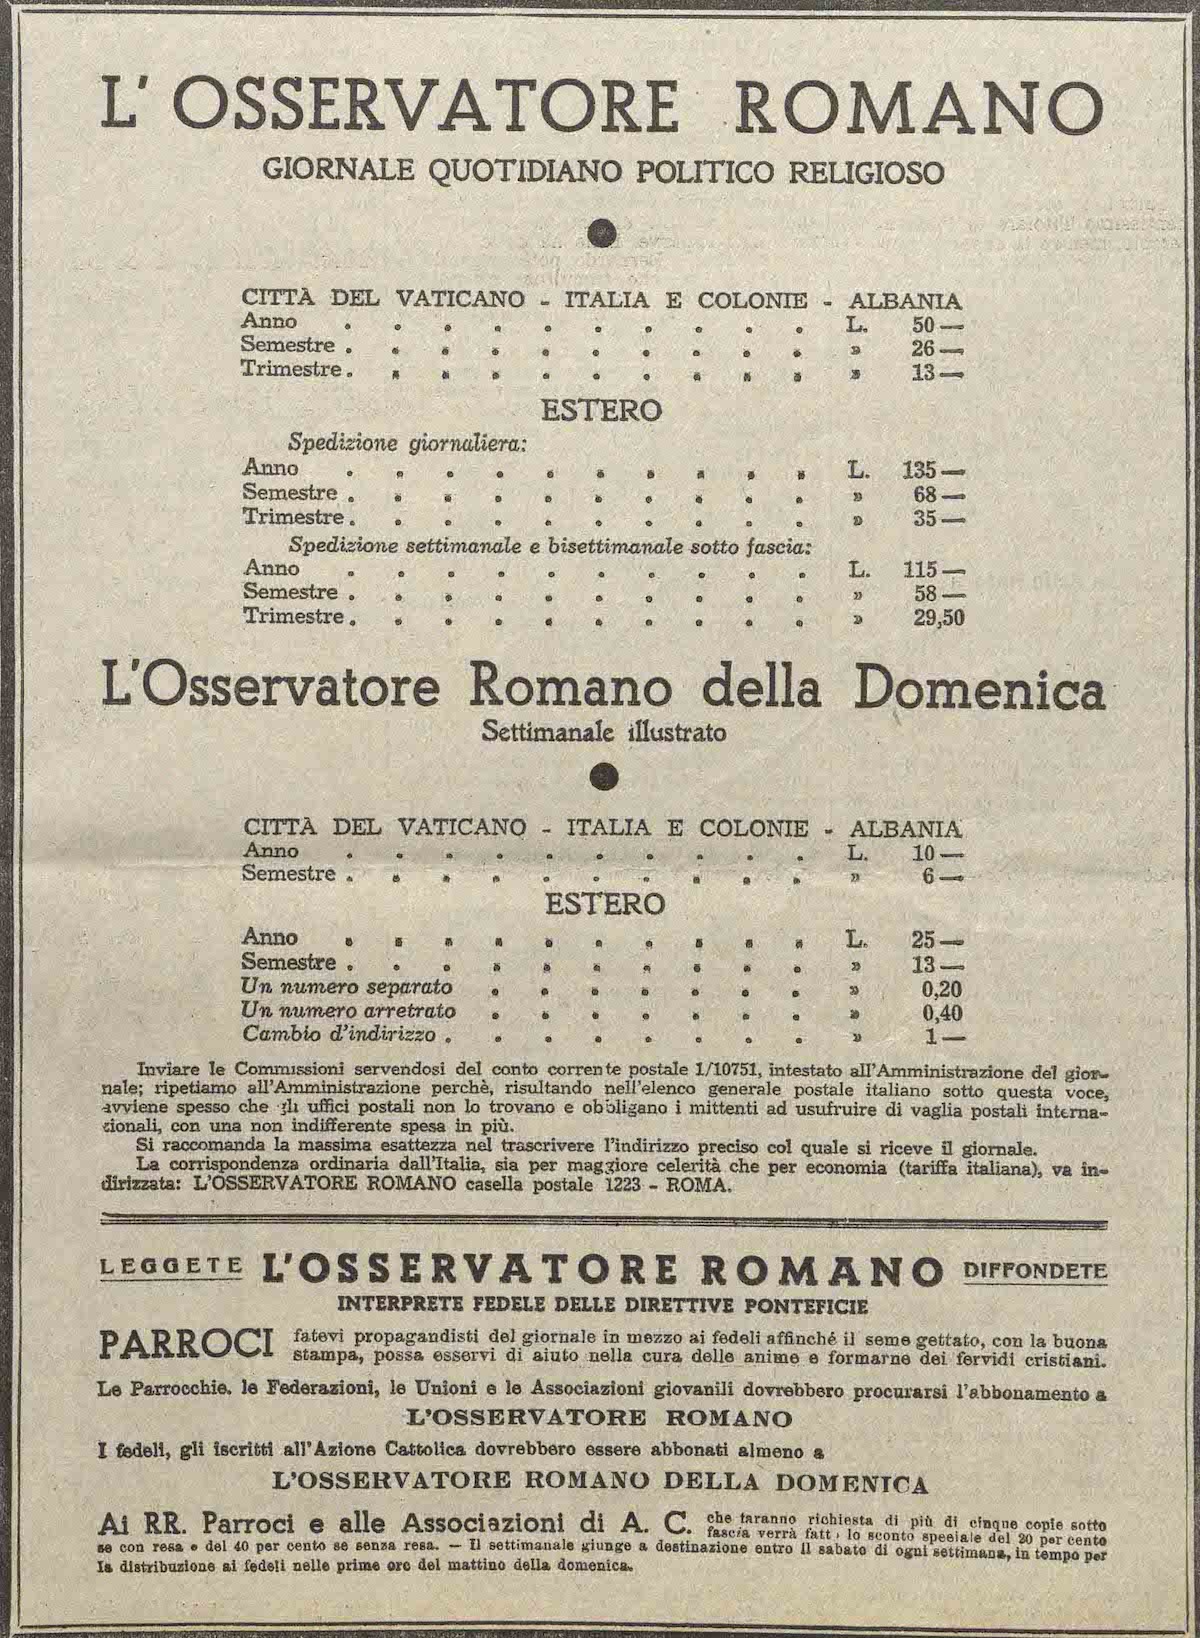 L'OSSERVATORE ROMANO
GIORNALE QUOTIDIANO POLITICO RELIGIOSO
CITTÀ DEL VATICANO - ITALIA E COLONIE - ALBANIA
Anno . . . . . . . . . . L. 50 —
Semestre . . . . . . . . . . » 26 —
Trimestre . . . . . . . . . . » 13 —
ESTERO
Spedizione giornaliera:
Anno . . . . . . . . . . L. 135 —
Semestre . . . . . . . . . . » 68 —
Trimestre . . . . . . . . . . » 35 —
Spedizione settimanale e bisettimanale sotto fascia:
Anno . . . . . . . . . . L. 115 —
Semestre . . . . . . . . . . » 58 —
Trimestre . . . . . . . . . . » 29,50
L'Osservatore Romano della Domenica
Settimanale illustrato
CITTÀ DEL VATICANO - ITALIA E COLONIE - ALBANIA
Anno . . . . . . . . . . L. 10 —
Semestre . . . . . . . . . . » 6 —
ESTERO
Anno . . . . . . . . . . L. 25 —
Semestre . . . . . . . . . . » 13 —
Un numero separato . . . . . . . » 0,20
Un numero arretrato . . . . . . . » 0,40
Cambio d'indirizzo . . . . . . . . » 1 —
Inviare le Commissioni servendosi del conto corrente postale 1/10751, intestato all'Amministrazione del gior-
nale; ripetiamo all'Amministrazione perchè, risultando nell'elenco generale postale italiano sotto questa voce,
avviene spesso che gli uffici postali non lo trovano e obbligano i mittenti ad usufruire di vaglia postali interna-
zionali, con una non indifferente spesa in più.
Si raccomanda la massima esattezza nel trascrivere l'indirizzo preciso col quale si riceve il giornale.
La corrispondenza ordinaria dall'Italia, sia per maggiore celerità che per economia (tariffa italiana), va in-
dirizzata: L'OSSERVATORE ROMANO casella postale 1223 - ROMA.
LEGGETE L'OSSERVATORE ROMANO DIFFONDETE
INTERPRETE FEDELE DELLE DIRETTIVE PONTEFICIE
PARROCI fatevi propagandisti del giornale in mezzo ai fedeli affinché il seme gettato, con la buona
stampa, possa esservi di aiuto nella cura delle anime e formarne dei fervidi cristiani.
Le Parrocchie, le Federazioni, le Unioni e le Associazioni giovanili dovrebbero procurarsi l'abbonamento a
L'OSSERVATORE ROMANO
I fedeli, gli iscritti all'Azione Cattolica dovrebbero essere abbonati almeno a
L'OSSERVATORE ROMANO DELLA DOMENICA
Ai RR. Parroci e alle Associazioni di A. C. che faranno richiesta di più di cinque copie sotto
fascia verrà fatto lo sconto speciale del 20 per cento
se con resa e del 40 per cento se senza resa. — Il settimanale giunge a destinazione entro il sabato di ogni settimana, in tempo per
la distribuzione ai fedeli nelle prime ore del mattino della domenica.